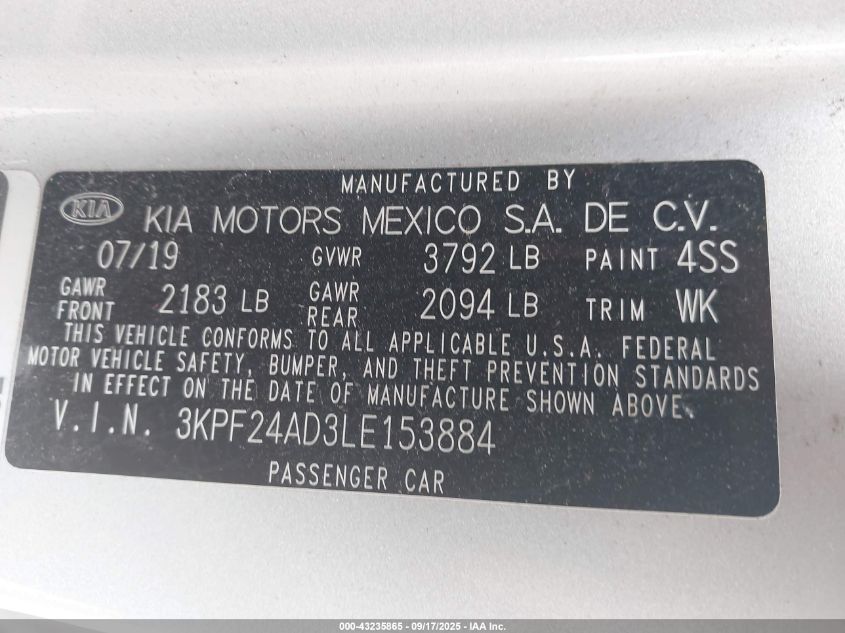 MANUFACTURED BY
KIA KIA MOTORS MEXICO S.A. DE C.V.
07/19 GVWR 3792 LB PAINT 4SS
GAWR FRONT 2183 LB GAWR REAR 2094 LB TRIM WK
THIS VEHICLE CONFORMS TO ALL APPLICABLE U.S.A. FEDERAL
MOTOR VEHICLE SAFETY, BUMPER, AND THEFT PREVENTION STANDARDS
IN EFFECT ON THE DATE OF MANUFACTURE SHOWN ABOVE.
V.I.N. 3KPF24AD3LE153884
PASSENGER CAR
000-43235865 - 09/17/2025 - IAA Inc.